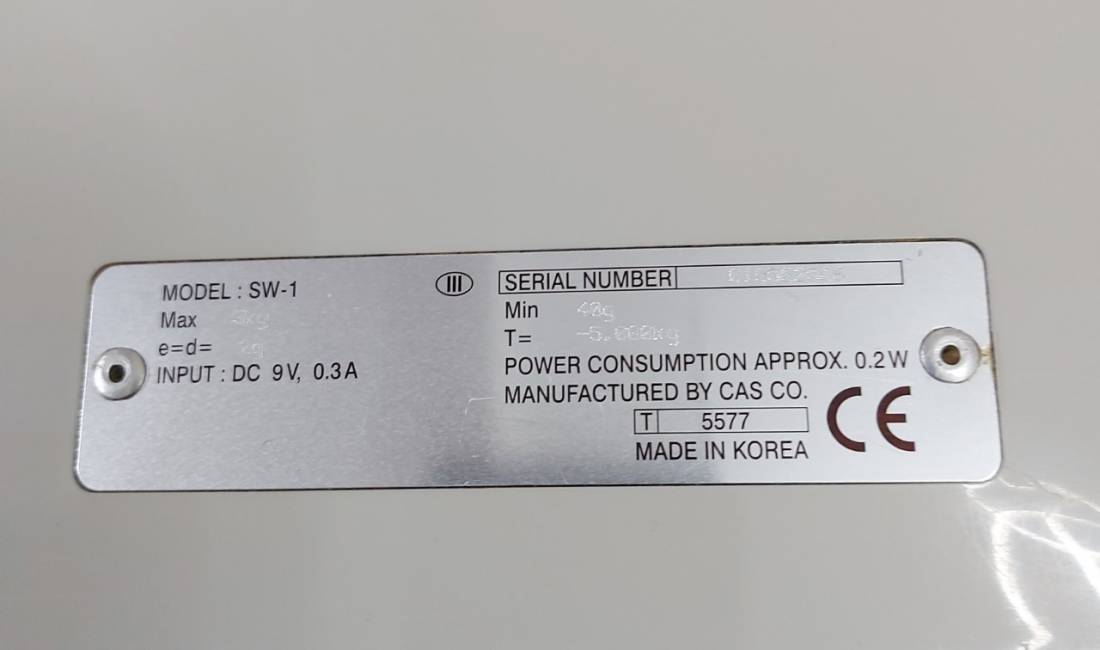 MODEL : SW-1
Max
e=d=
INPUT : DC 9V, 0.3A
III
SERIAL NUMBER
Min 40g
T=
POWER CONSUMPTION APPROX. 0.2W
MANUFACTURED BY CAS CO.
T 5577
MADE IN KOREA
CE